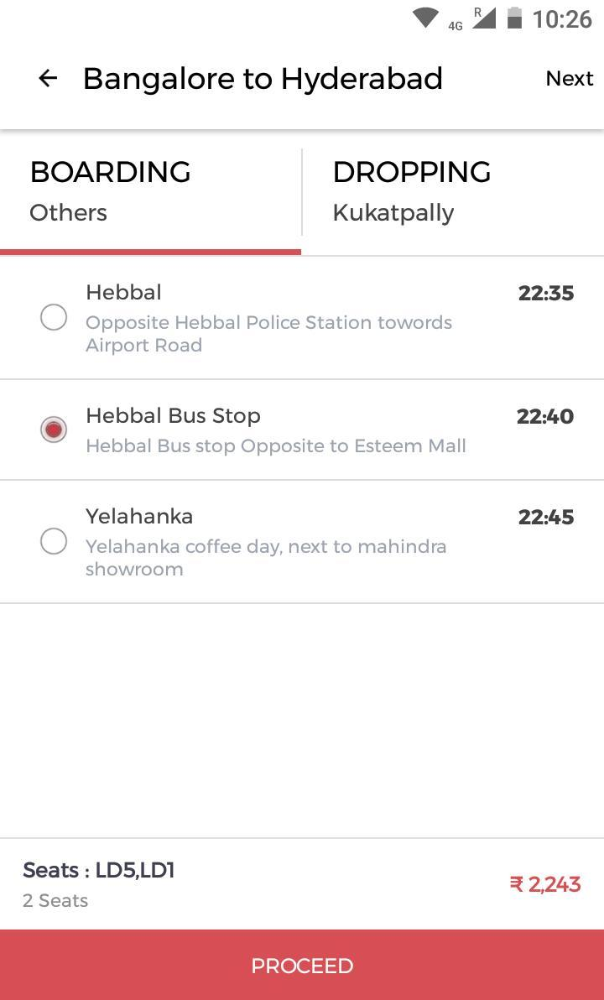 4G R 10:26
Bangalore to Hyderabad Next
BOARDING DROPPING
Others Kukatpally
Hebbal 22:35
Opposite Hebbal Police Station towords
Airport Road
Hebbal Bus Stop 22:40
Hebbal Bus stop Opposite to Esteem Mall
Yelahanka 22:45
Yelahanka coffee day, next to mahindra
showroom
Seats : LD5,LD1
₹ 2,243
2 Seats
PROCEED